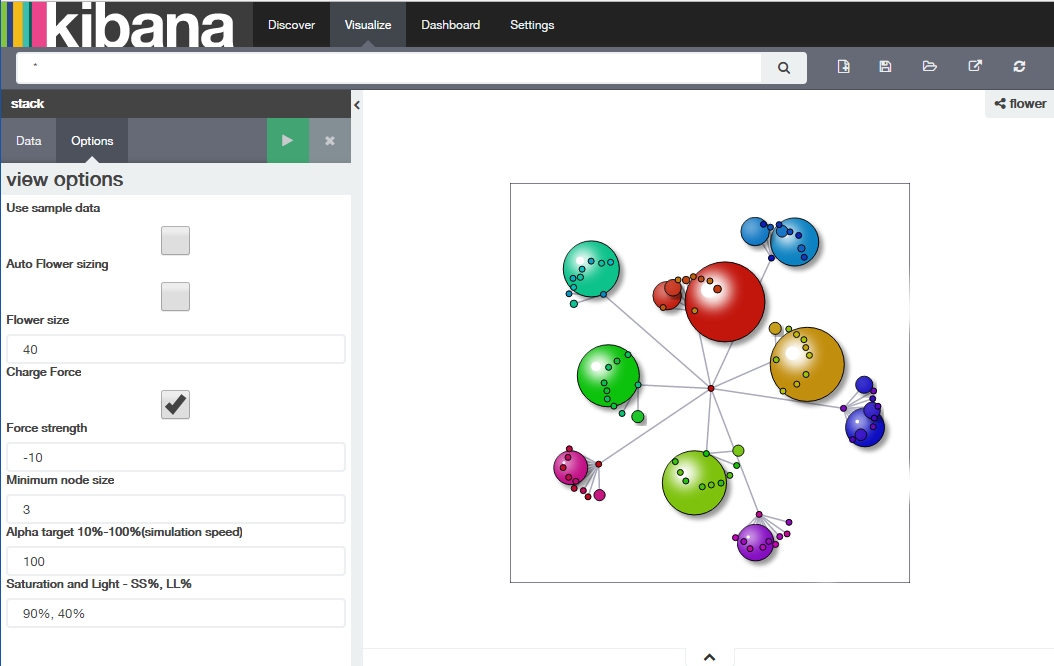 kibana
Discover
Visualize
Dashboard
Settings
*
stack
flower
Data
Options
view options
Use sample data
Auto Flower sizing
Flower size
40
Charge Force
Force strength
-10
Minimum node size
3
Alpha target 10%-100%(simulation speed)
100
Saturation and Light - SS%, LL%
90%, 40%